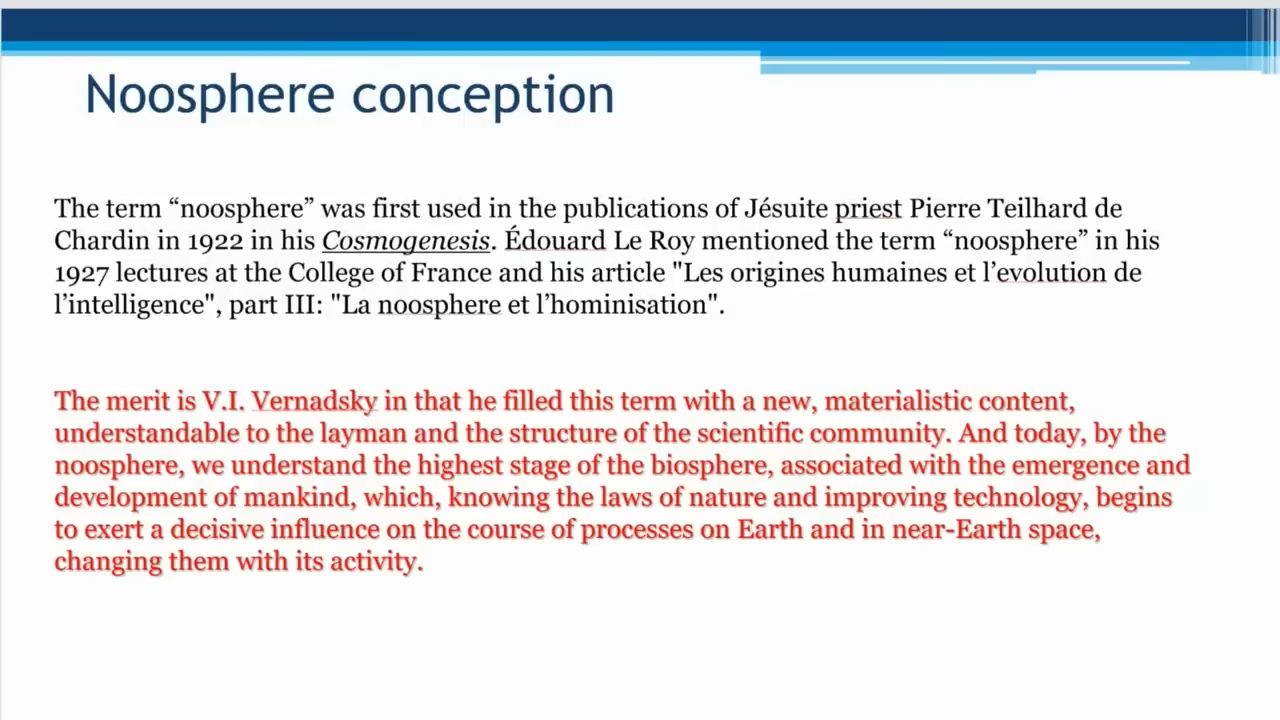 Noosphere conception
The term “noosphere” was first used in the publications of Jésuite priest Pierre Teilhard de
Chardin in 1922 in his Cosmogenesis. Édouard Le Roy mentioned the term “noosphere” in his
1927 lectures at the College of France and his article "Les origines humaines et l’evolution de
l’intelligence", part III: "La noosphere et l’hominisation".
The merit is V.I. Vernadsky in that he filled this term with a new, materialistic content,
understandable to the layman and the structure of the scientific community. And today, by the
noosphere, we understand the highest stage of the biosphere, associated with the emergence and
development of mankind, which, knowing the laws of nature and improving technology, begins
to exert a decisive influence on the course of processes on Earth and in near-Earth space,
changing them with its activity.